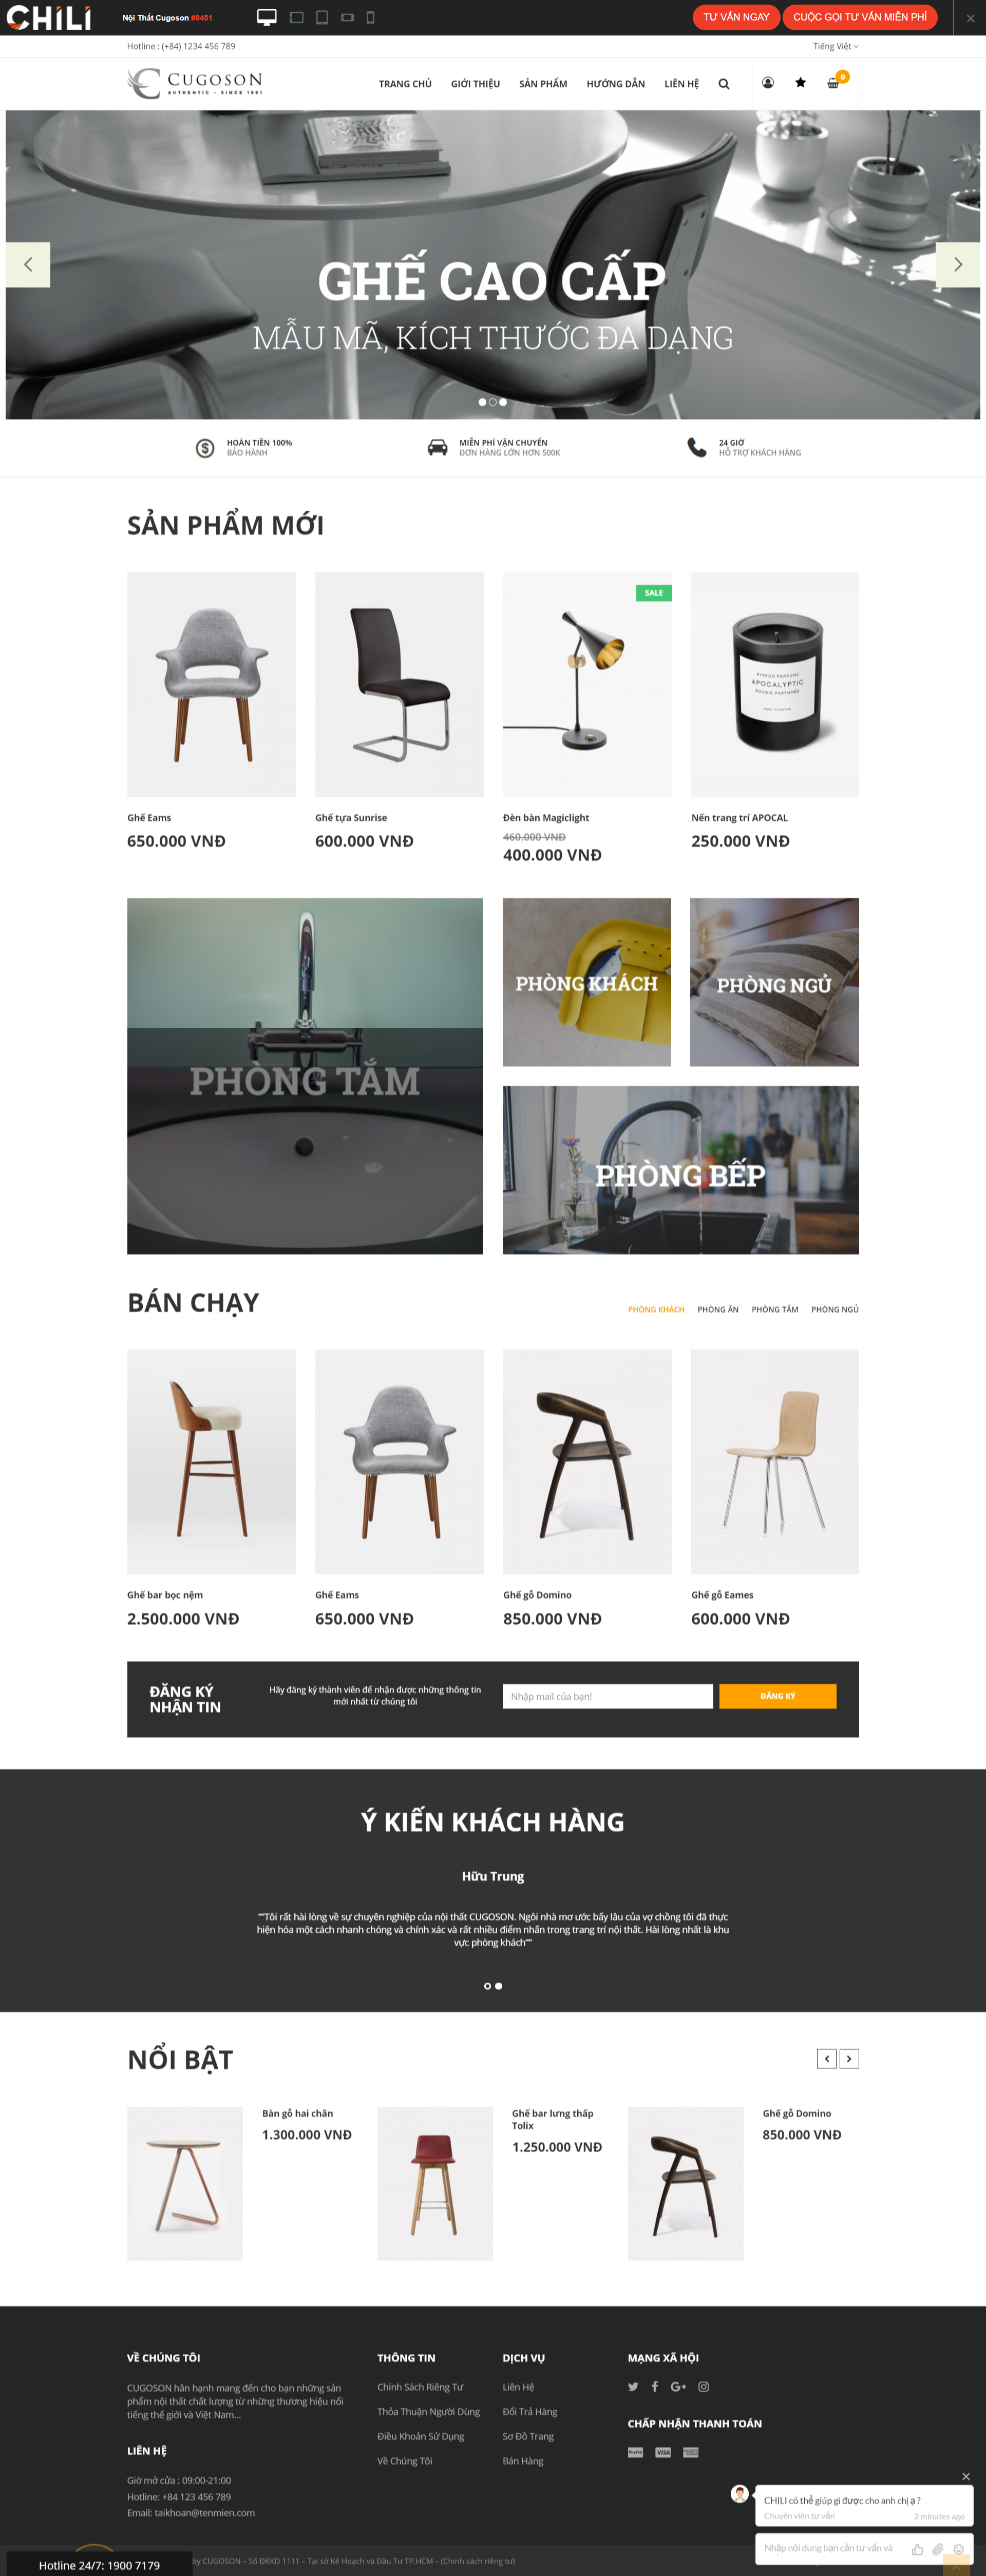 CHILI
Nội Thất Cugoson #8451
TƯ VẤN NGAY
CUỘC GỌI TƯ VẤN MIỄN PHÍ
Hotline : (+84) 1234 456 789
Tiếng Việt
CUGOSON
AUTHENTIC - SINCE 1981
TRANG CHỦ
GIỚI THIỆU
SẢN PHẨM
HƯỚNG DẪN
LIÊN HỆ
0
GHẾ CAO CẤP
MẪU MÃ, KÍCH THƯỚC ĐA DẠNG
HOÀN TIỀN 100%
BẢO HÀNH
MIỄN PHÍ VẬN CHUYỂN
ĐƠN HÀNG LỚN HƠN 500K
24 GIỜ
HỖ TRỢ KHÁCH HÀNG
SẢN PHẨM MỚI
SALE
BYREDO PARFUMS
APOCALYPTIC
BOUGIE PARFUMÉE
MADE IN FRANCE
Ghế Eams
650.000 VNĐ
Ghế tựa Sunrise
600.000 VNĐ
Đèn bàn Magiclight
460.000 VNĐ
400.000 VNĐ
Nến trang trí APOCAL
250.000 VNĐ
PHÒNG TẮM
PHÒNG KHÁCH
PHÒNG NGỦ
PHÒNG BẾP
BÁN CHẠY
PHÒNG KHÁCH
PHÒNG ĂN
PHÒNG TẮM
PHÒNG NGỦ
Ghế bar bọc nệm
2.500.000 VNĐ
Ghế Eams
650.000 VNĐ
Ghế gỗ Domino
850.000 VNĐ
Ghế gỗ Eames
600.000 VNĐ
ĐĂNG KÝ
NHẬN TIN
Hãy đăng ký thành viên để nhận được những thông tin
mới nhất từ chúng tôi
Nhập mail của bạn!
ĐĂNG KÝ
Ý KIẾN KHÁCH HÀNG
Hữu Trung
""Tôi rất hài lòng về sự chuyên nghiệp của nội thất CUGOSON. Ngôi nhà mơ ước bấy lâu của vợ chồng tôi đã thực
hiện hóa một cách nhanh chóng và chính xác và rất nhiều điểm nhấn trong trang trí nội thất. Hài lòng nhất là khu
vực phòng khách""
NỔI BẬT
Bàn gỗ hai chân
1.300.000 VNĐ
Ghế bar lưng thấp
Tolix
1.250.000 VNĐ
Ghế gỗ Domino
850.000 VNĐ
VỀ CHÚNG TÔI
CUGOSON hân hạnh mang đến cho bạn những sản
phẩm nội thất chất lượng từ những thương hiệu nổi
tiếng thế giới và Việt Nam...
LIÊN HỆ
Giờ mở cửa : 09:00-21:00
Hotline: +84 123 456 789
Email: taikhoan@tenmien.com
THÔNG TIN
Chính Sách Riêng Tư
Thỏa Thuận Người Dùng
Điều Khoản Sử Dụng
Về Chúng Tôi
DỊCH VỤ
Liên Hệ
Đổi Trả Hàng
Sơ Đồ Trang
Bán Hàng
MẠNG XÃ HỘI
CHẤP NHẬN THANH TOÁN
PayPal
VISA
CHILI có thể giúp gì được cho anh chị ạ ?
Chuyên viên tư vấn
2 minutes ago
Nhập nội dung bạn cần tư vấn và
by CUGOSON – Số ĐKKD 1111 – Tại sở Kế Hoạch và Đầu Tư TP.HCM – (Chính sách riêng tư)
Hotline 24/7: 1900 7179